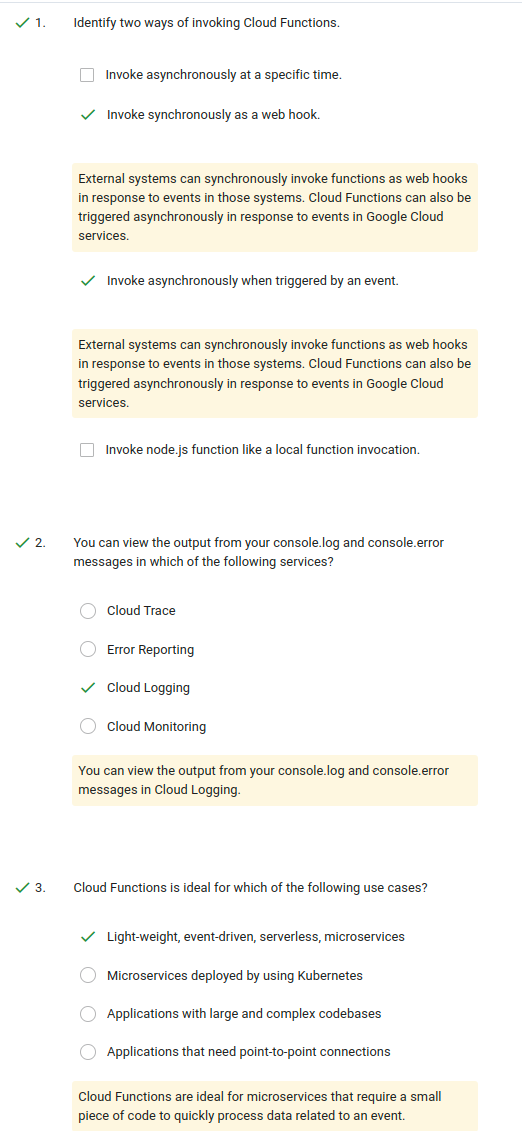 1. Identify two ways of invoking Cloud Functions.
Invoke asynchronously at a specific time.
Invoke synchronously as a web hook.
External systems can synchronously invoke functions as web hooks
in response to events in those systems. Cloud Functions can also be
triggered asynchronously in response to events in Google Cloud
services.
Invoke asynchronously when triggered by an event.
External systems can synchronously invoke functions as web hooks
in response to events in those systems. Cloud Functions can also be
triggered asynchronously in response to events in Google Cloud
services.
Invoke node.js function like a local function invocation.
2. You can view the output from your console.log and console.error
messages in which of the following services?
Cloud Trace
Error Reporting
Cloud Logging
Cloud Monitoring
You can view the output from your console.log and console.error
messages in Cloud Logging.
3. Cloud Functions is ideal for which of the following use cases?
Light-weight, event-driven, serverless, microservices
Microservices deployed by using Kubernetes
Applications with large and complex codebases
Applications that need point-to-point connections
Cloud Functions are ideal for microservices that require a small
piece of code to quickly process data related to an event.